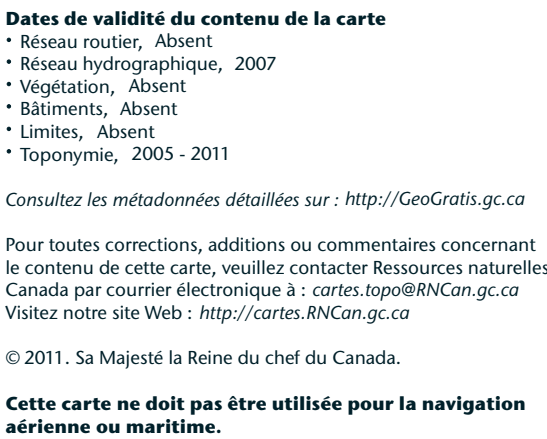 Dates de validité du contenu de la carte
• Réseau routier, Absent
• Réseau hydrographique, 2007
• Végétation, Absent
• Bâtiments, Absent
• Limites, Absent
• Toponymie, 2005 - 2011
Consultez les métadonnées détaillées sur : http://GeoGratis.gc.ca
Pour toutes corrections, additions ou commentaires concernant
le contenu de cette carte, veuillez contacter Ressources naturelles
Canada par courrier électronique à : cartes.topo@RNCan.gc.ca
Visitez notre site Web : http://cartes.RNCan.gc.ca
© 2011. Sa Majesté la Reine du chef du Canada.
Cette carte ne doit pas être utilisée pour la navigation
aérienne ou maritime.